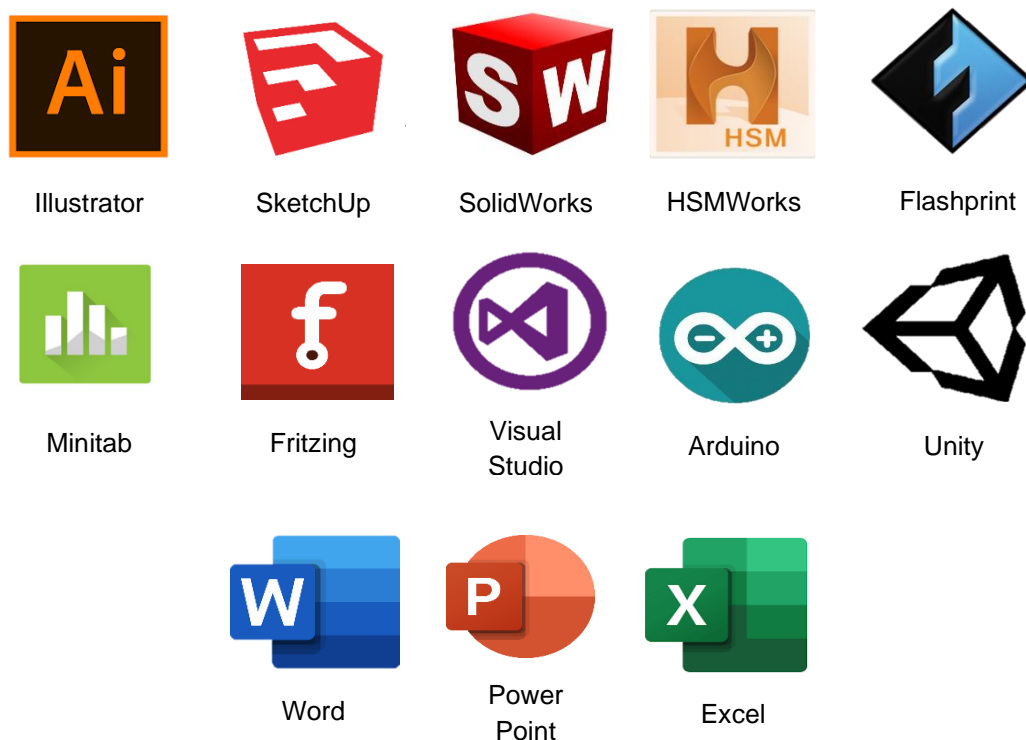 Ai
S W
HSM
Illustrator SketchUp SolidWorks HSMWorks Flashprint
f
Minitab Fritzing Visual Studio Arduino Unity
W P X
Word Power Point Excel